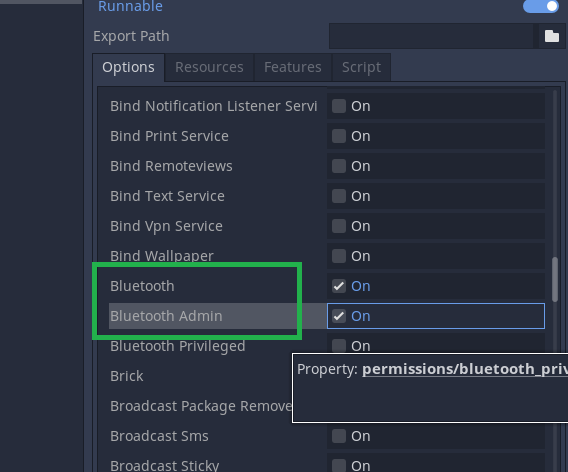 Runnable
Export Path
Options Resources Features Script
Bind Notification Listener Servi On
Bind Print Service On
Bind Remoteviews On
Bind Text Service On
Bind Vpn Service On
Bind Wallpaper On
Bluetooth On
Bluetooth Admin On
Bluetooth Privileged On
Property: permissions/bluetooth_priv
Brick
Broadcast Package Remove
Broadcast Sms On
Broadcast Sticky On